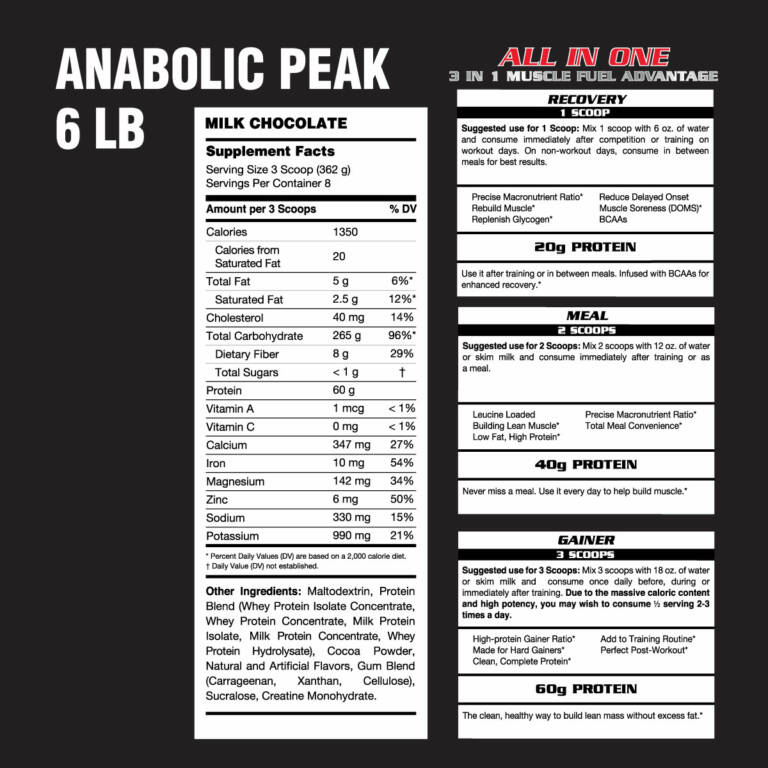 ANABOLIC PEAK
6 LB
MILK CHOCOLATE
Supplement Facts
Serving Size 3 Scoop (362 g)
Servings Per Container 8
Amount per 3 Scoops % DV
Calories 1350
Calories from
Saturated Fat 20
Total Fat 5 g 6%*
Saturated Fat 2.5 g 12%*
Cholesterol 40 mg 14%
Total Carbohydrate 265 g 96%*
Dietary Fiber 8 g 29%
Total Sugars < 1 g †
Protein 60 g
Vitamin A 1 mcg < 1%
Vitamin C 0 mg < 1%
Calcium 347 mg 27%
Iron 10 mg 54%
Magnesium 142 mg 34%
Zinc 6 mg 50%
Sodium 330 mg 15%
Potassium 990 mg 21%
* Percent Daily Values (DV) are based on a 2,000 calorie diet.
† Daily Value (DV) not established.
Other Ingredients: Maltodextrin, Protein
Blend (Whey Protein Isolate Concentrate,
Whey Protein Concentrate, Milk Protein
Isolate, Milk Protein Concentrate, Whey
Protein Hydrolysate), Cocoa Powder,
Natural and Artificial Flavors, Gum Blend
(Carrageenan, Xanthan, Cellulose),
Sucralose, Creatine Monohydrate.
ALL IN ONE
3 IN 1 MUSCLE FUEL ADVANTAGE
RECOVERY
1 SCOOP
Suggested use for 1 Scoop: Mix 1 scoop with 6 oz. of water
and consume immediately after competition or training on
workout days. On non-workout days, consume in between
meals for best results.
Precise Macronutrient Ratio* Reduce Delayed Onset
Rebuild Muscle* Muscle Soreness (DOMS)*
Replenish Glycogen* BCAAs
20g PROTEIN
Use it after training or in between meals. Infused with BCAAs for
enhanced recovery.*
MEAL
2 SCOOPS
Suggested use for 2 Scoops: Mix 2 scoops with 12 oz. of water
or skim milk and consume immediately after training or as
a meal.
Leucine Loaded Precise Macronutrient Ratio*
Building Lean Muscle* Total Meal Convenience*
Low Fat, High Protein*
40g PROTEIN
Never miss a meal. Use it every day to help build muscle.*
GAINER
3 SCOOPS
Suggested use for 3 Scoops: Mix 3 scoops with 18 oz. of water
or skim milk and consume once daily before, during or
immediately after training. Due to the massive caloric content
and high potency, you may wish to consume ½ serving 2-3
times a day.
High-protein Gainer Ratio* Add to Training Routine*
Made for Hard Gainers* Perfect Post-Workout*
Clean, Complete Protein*
60g PROTEIN
The clean, healthy way to build lean mass without excess fat.*